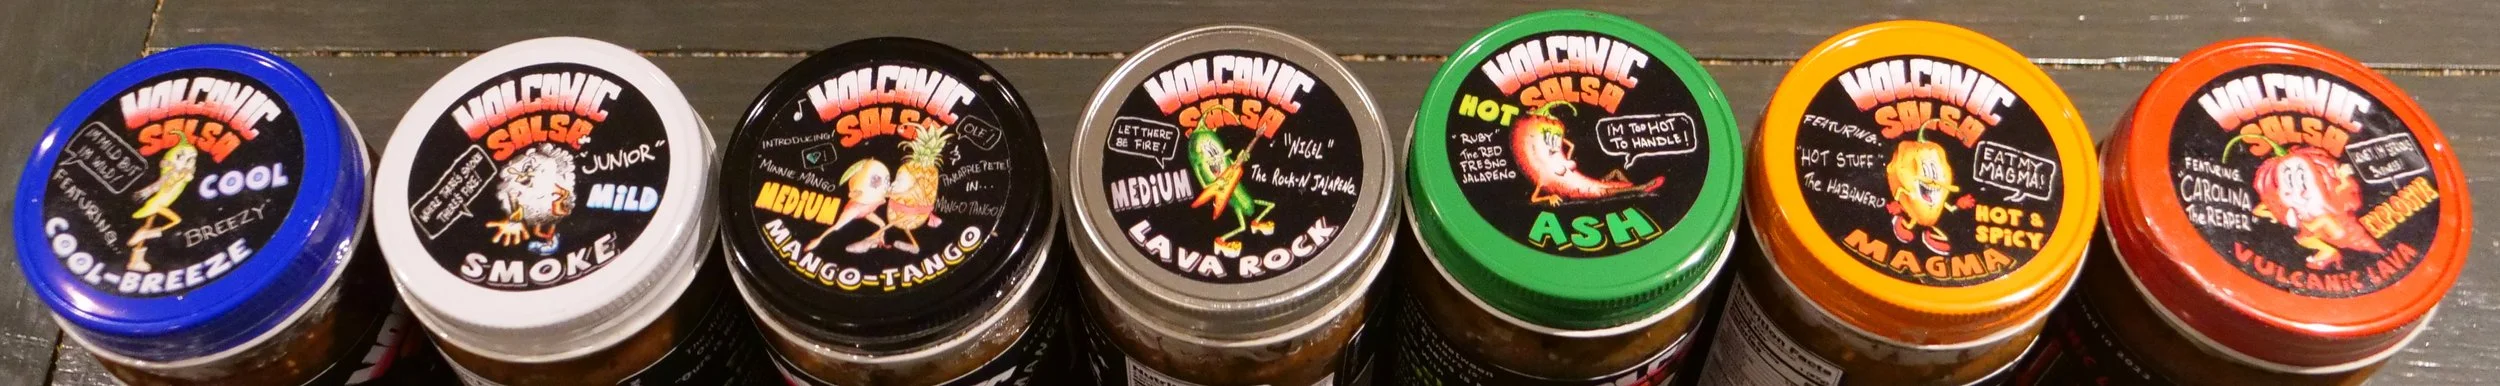 VOLCANIC
SALSA
I'M MILD BUT
I'M WILD!
COOL
FEATURING...
"BREEZY"
COOL-BREEZE
VOLCANIC
SALSA
WHERE THERE'S SMOKE
THERE'S FIRE!
"JUNIOR"
MILD
SMOKE
VOLCANIC
SALSA
INTRODUCING
"MINNIE MANGO
OLE!
&
PINEAPPLE PETE!
IN...
MANGO TANGO!!
MEDIUM
MANGO-TANGO
VOLCANIC
SALSA
LET THERE
BE FIRE!
"NIGEL"
The ROCK-N JALAPENO
MEDIUM
LAVA ROCK
VOLCANIC
SALSA
HOT
"RUBY"
The RED
FRESNO
JALAPENO
I'M TOO HOT
TO HANDLE!
ASH
VOLCANIC
SALSA
FEATURING..
"HOT STUFF"
The HABANERO
EAT MY
MAGMA!
HOT &
SPICY
MAGMA
VOLCANIC
SALSA
FEATURING
"CAROLINA
The REAPER"
EXPLOSIVE
VULCANIC LAVA
Nutrition Facts